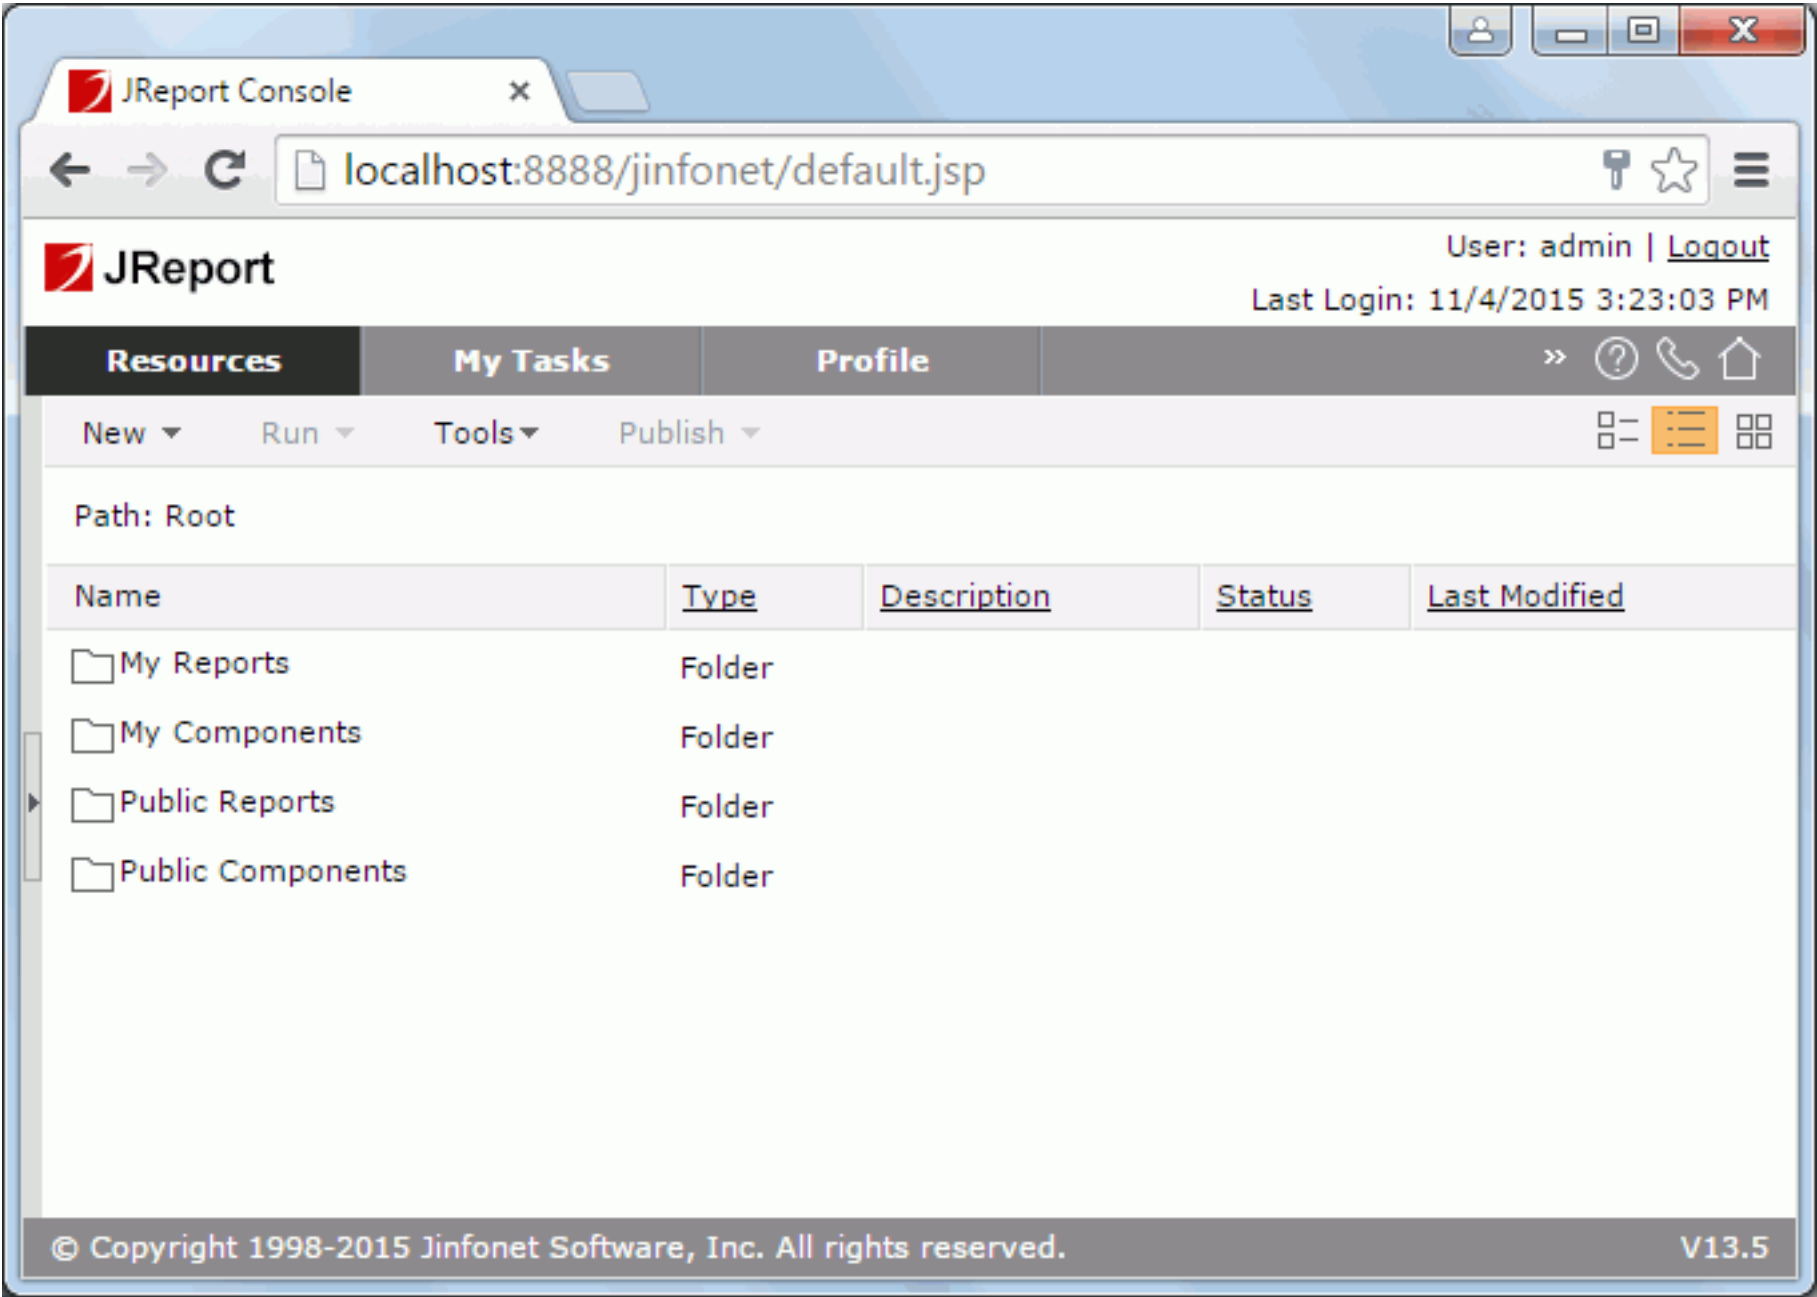 JReport Console
localhost:8888/jinfonet/default.jsp
JReport
User: admin | Logout
Last Login: 11/4/2015 3:23:03 PM
Resources My Tasks Profile »
New Run Tools Publish
Path: Root
Name Type Description Status Last Modified
My Reports Folder
My Components Folder
Public Reports Folder
Public Components Folder
© Copyright 1998-2015 Jinfonet Software, Inc. All rights reserved. V13.5